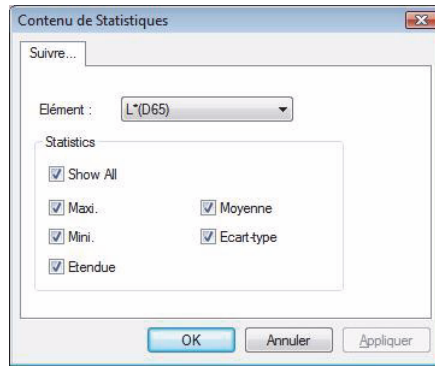 Contenu de Statistiques
Suivre...
Elément :
L*(D65)
Statistics
Show All
Maxi.
Moyenne
Mini.
Ecart-type
Etendue
OK
Annuler
Appliquer